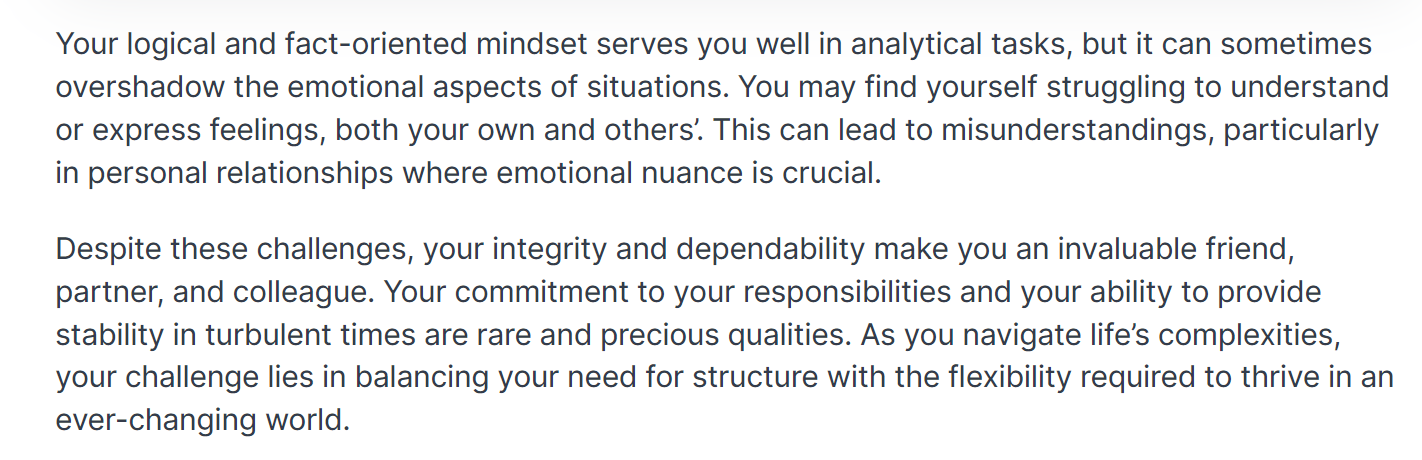 Your logical and fact-oriented mindset serves you well in analytical tasks, but it can sometimes
overshadow the emotional aspects of situations. You may find yourself struggling to understand
or express feelings, both your own and others’. This can lead to misunderstandings, particularly
in personal relationships where emotional nuance is crucial.
Despite these challenges, your integrity and dependability make you an invaluable friend,
partner, and colleague. Your commitment to your responsibilities and your ability to provide
stability in turbulent times are rare and precious qualities. As you navigate life’s complexities,
your challenge lies in balancing your need for structure with the flexibility required to thrive in an
ever-changing world.